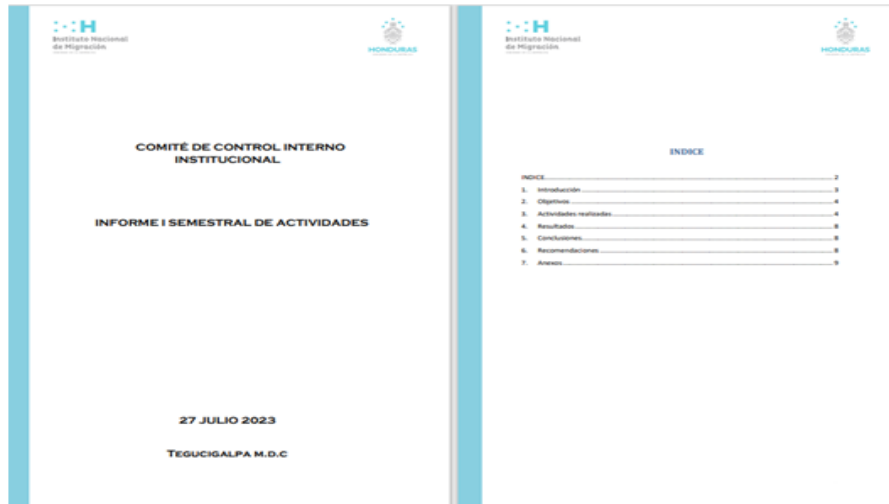 Instituto Nacional
de Migración
HONDURAS
COMITÉ DE CONTROL INTERNO
INSTITUCIONAL
INFORME I SEMESTRAL DE ACTIVIDADES
27 JULIO 2023
TEGUCIGALPA M.D.C
Instituto Nacional
de Migración
HONDURAS
INDICE
INDICE 2
1. Introducción 3
2. Objetivos 4
3. Actividades realizadas 4
4. Resultados 8
5. Conclusiones 8
6. Recomendaciones 8
7. Anexos 9